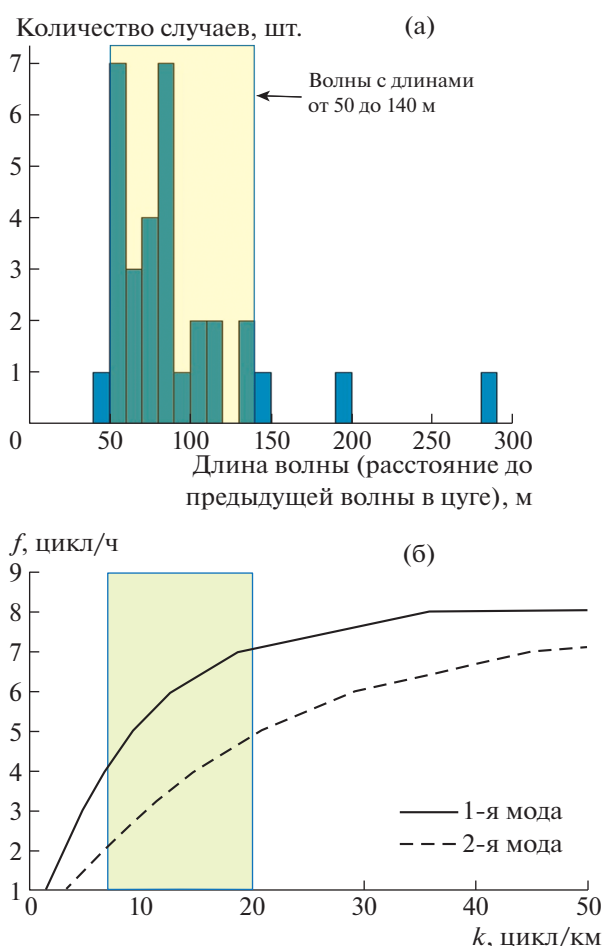 Количество случаев, шт.
(а)
7
6
5
4
3
2
1
0
50
100
150
200
250
300
Волны с длинами
от 50 до 140 м
Длина волны (расстояние до
предыдущей волны в цуге), м
f, цикл/ч
(б)
9
8
7
6
5
4
3
2
1
0
10
20
30
40
50
1-я мода
2-я мода
k, цикл/км